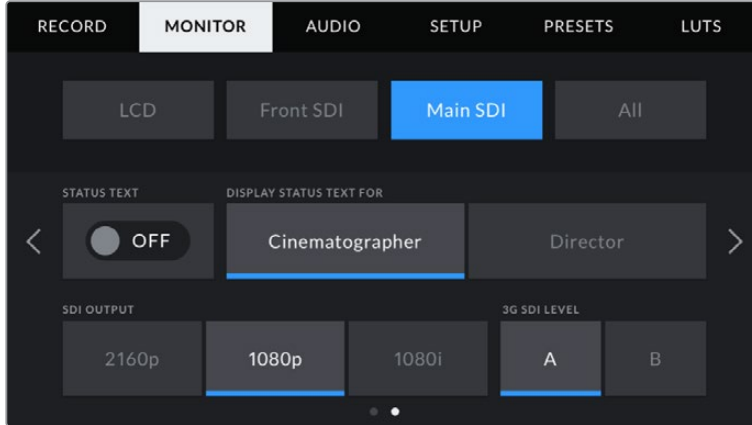 RECORD MONITOR AUDIO SETUP PRESETS LUTS
LCD Front SDI Main SDI All
STATUS TEXT DISPLAY STATUS TEXT FOR
OFF Cinematographer Director
SDI OUTPUT 3G SDI LEVEL
2160p 1080p 1080i A B